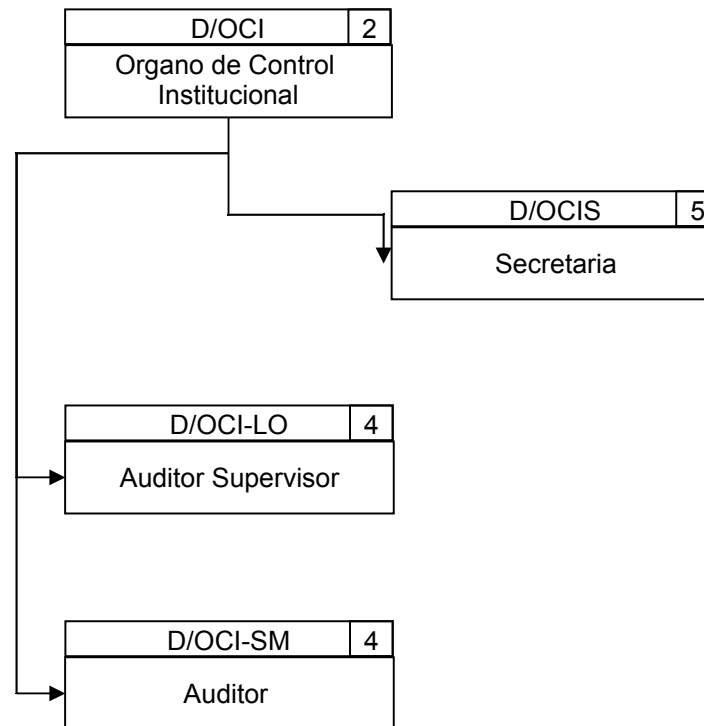 D/OCI 2
Organo de Control
Institucional
D/OCIS 5
Secretaria
D/OCI-LO 4
Auditor Supervisor
D/OCI-SM 4
Auditor